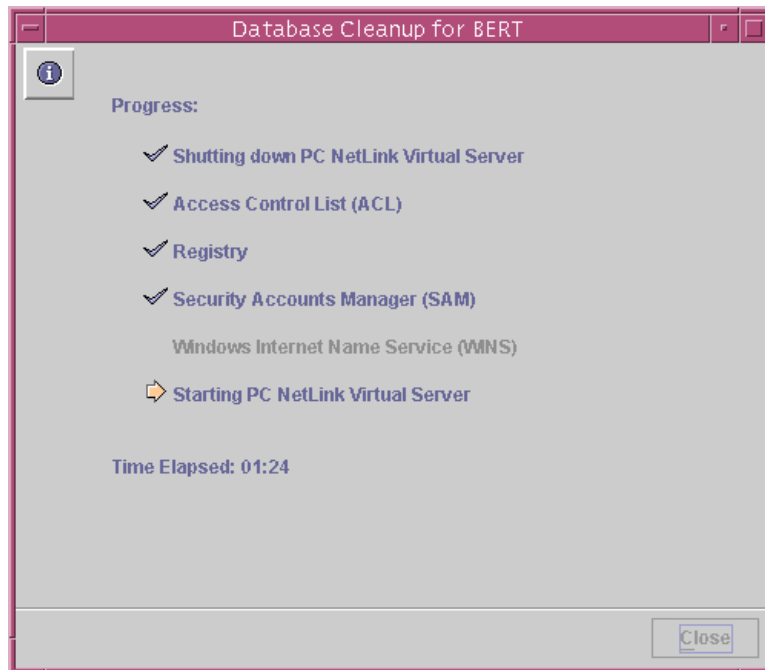 Database Cleanup for BERT
Progress:
Shutting down PC NetLink Virtual Server
Access Control List (ACL)
Registry
Security Accounts Manager (SAM)
Windows Internet Name Service (WINS)
Starting PC NetLink Virtual Server
Time Elapsed: 01:24
Close